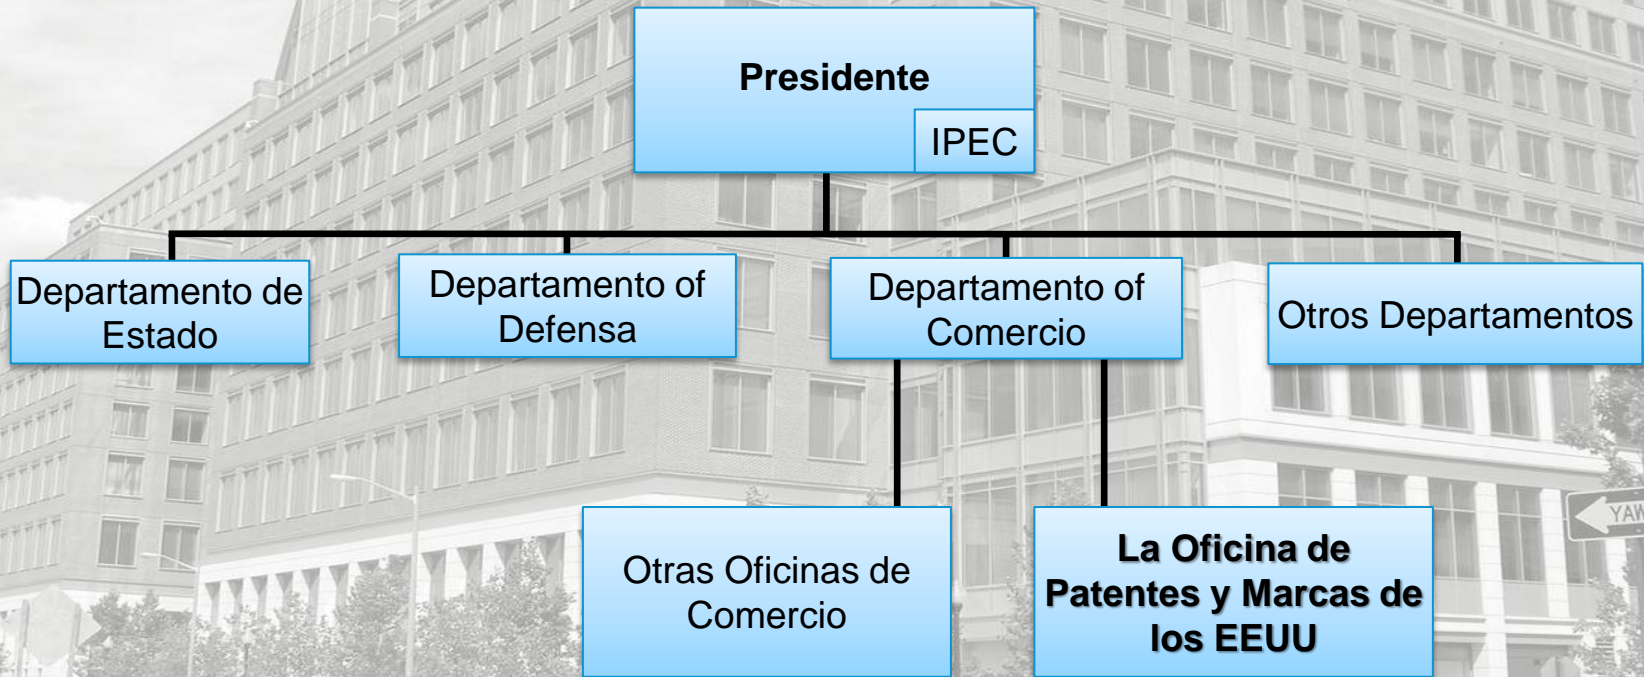 Presidente
IPEC
Departamento de
Estado
Departamento of
Defensa
Departamento of
Comercio
Otros Departamentos
Otras Oficinas de
Comercio
La Oficina de
Patentes y Marcas de
los EEUU
YAW